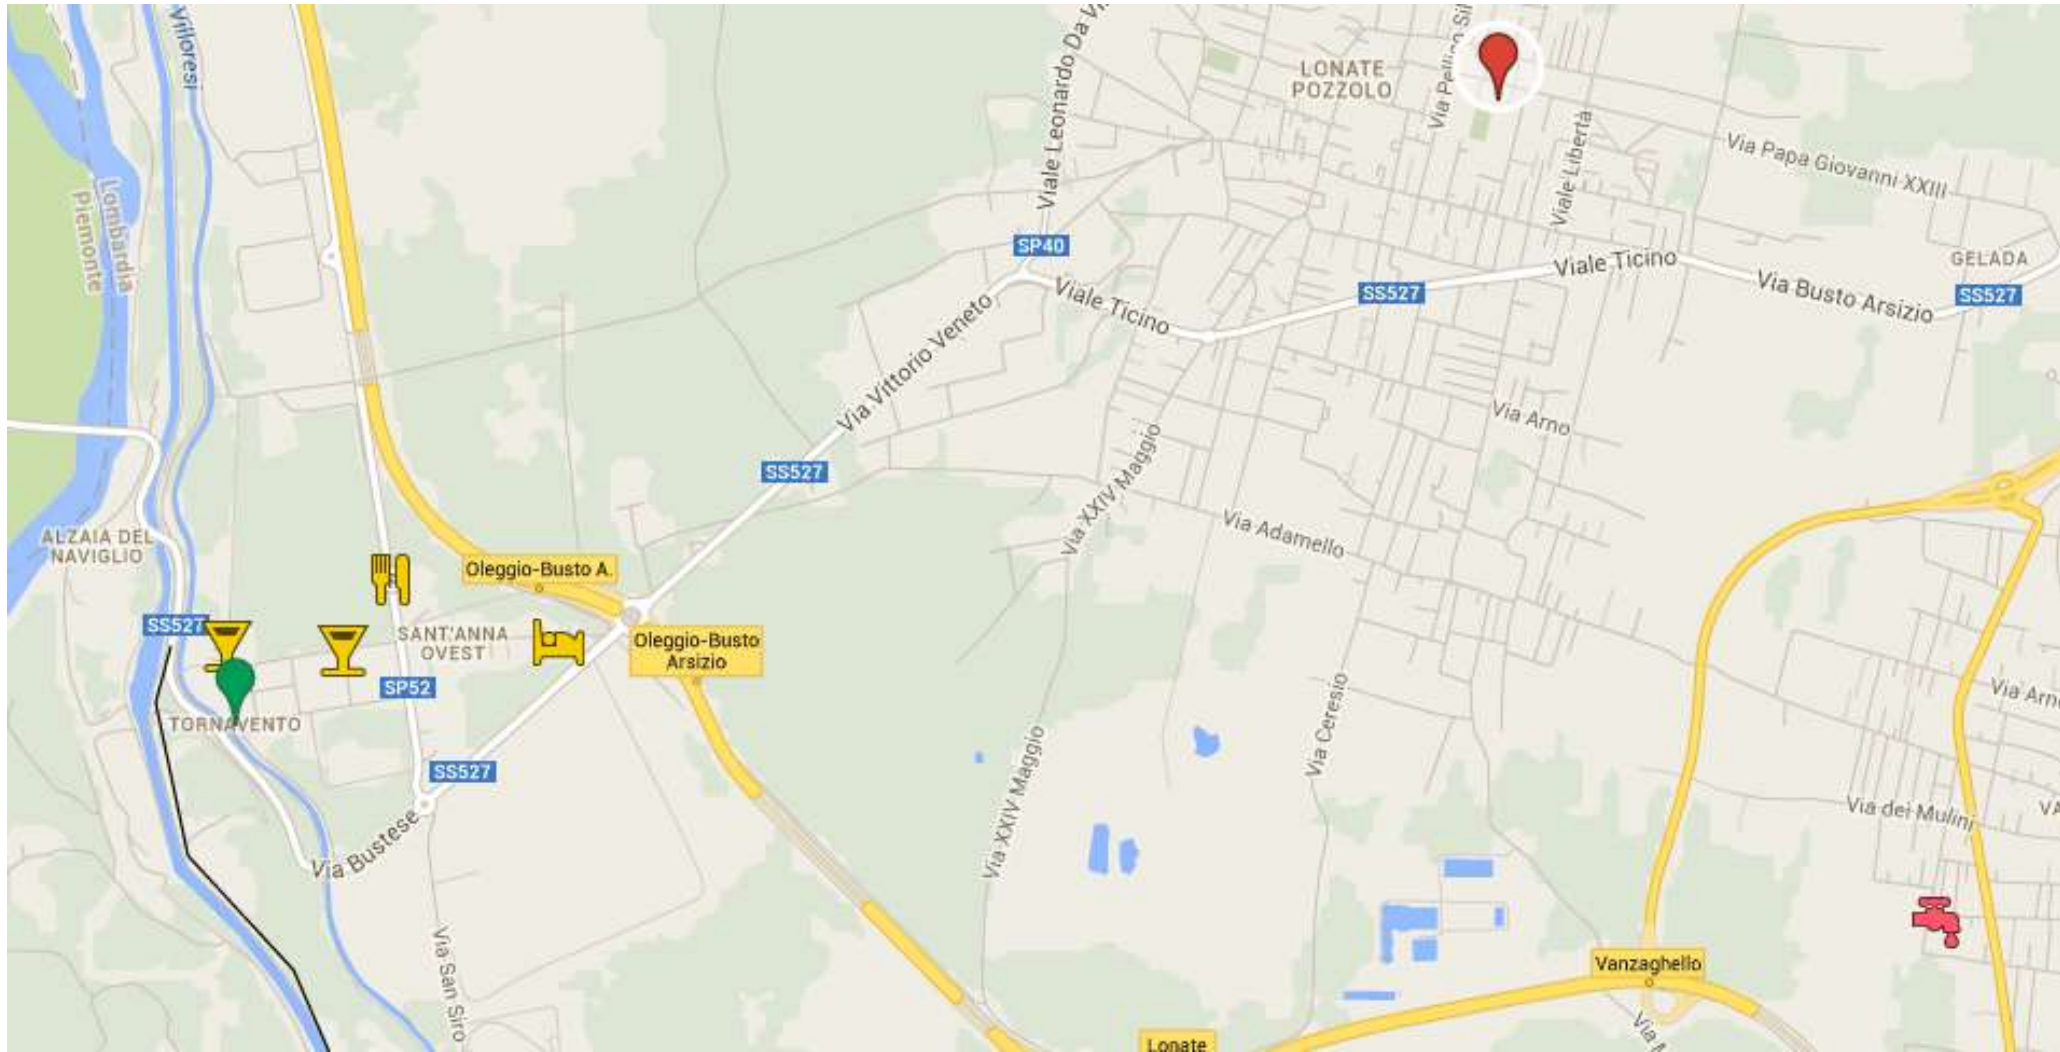 Villoresi
Viale Leonardo Da Vi
LONATE
POZZOLO
Via Pellico Sil
Viale Libertà
Via Papa Giovanni XXIII
Lombardia
Piemonte
SP40
GELADA
Viale Ticino
Viale Ticino
SS527
Via Busto Arsizio
SS527
Via Vittorio Veneto
Via Arno
SS527
Via XXIV Maggio
Via Adamello
ALZAIA DEL
NAVIGLIO
Oleggio-Busto A.
SS527
SANT'ANNA
OVEST
Oleggio-Busto
Arsizio
SP52
Via Arno
TORNAVENTO
Via Ceresio
SS527
Via XXIV Maggio
Via dei Mulini
VA
Via Bustese
Via San Siro
Vanzaghello
Via M
Lonate